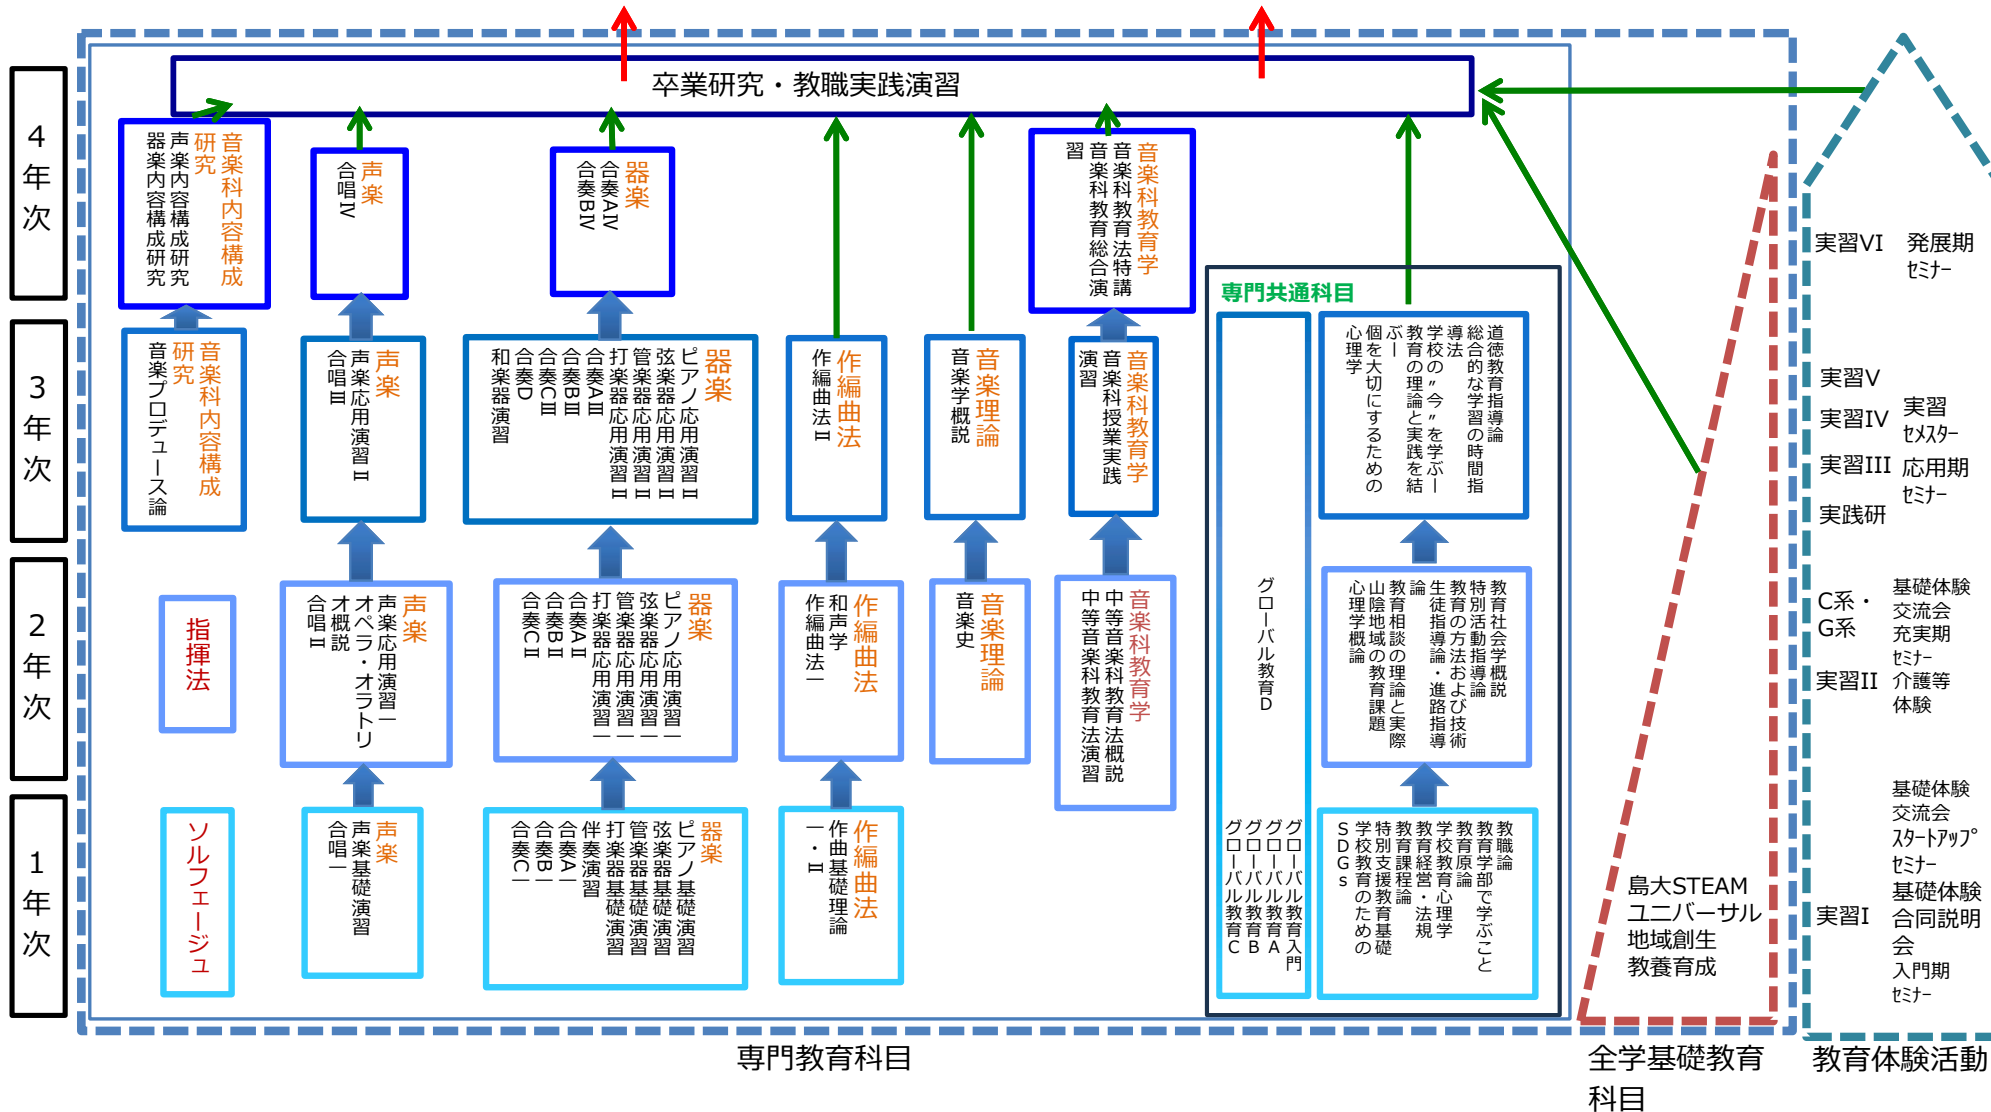 卒業研究・教職実践演習
4年次
音楽科内容構成
研究
声楽内容構成研究
器楽内容構成研究
声楽
合唱Ⅳ
器楽
合奏AⅣ
合奏BⅣ
音楽科教育学
音楽科教育法特講
音楽科教育総合演
習
3年次
音楽科内容構成
研究
音楽プロデュース論
声楽
声楽応用演習Ⅱ
合唱Ⅲ
器楽
ピアノ応用演習Ⅱ
弦楽器応用演習Ⅱ
管楽器応用演習Ⅱ
打楽器応用演習Ⅱ
合奏AⅢ
合奏BⅢ
合奏CⅢ
合奏D
和楽器演習
作編曲法
作編曲法Ⅱ
音楽理論
音楽学概説
音楽科教育学
音楽科授業実践
演習
専門共通科目
道徳教育指導論
総合的な学習の時間指
導法
学校の〃今〃を学ぶー
教育の理論と実践を結
ぶー
個を大切にするための
心理学
2年次
指揮法
声楽
声楽応用演習Ⅰ
オペラ・オラトリ
オ概説
合唱Ⅱ
器楽
ピアノ応用演習Ⅰ
弦楽器応用演習Ⅰ
管楽器応用演習Ⅰ
打楽器応用演習Ⅰ
合奏AⅡ
合奏BⅡ
合奏CⅡ
作編曲法
和声学
作編曲法Ⅰ
音楽理論
音楽史
音楽科教育学
中等音楽科教育法概説
中等音楽科教育法演習
グローバル教育D
教育社会学概説
特別活動指導論
教育の方法および技術
生徒指導論・進路指導
論
教育相談の理論と実際
山陰地域の教育課題
心理学概論
1年次
ソルフェージュ
声楽
声楽基礎演習
合唱Ⅰ
器楽
ピアノ基礎演習
弦楽器基礎演習
管楽器基礎演習
打楽器基礎演習
伴奏演習
合奏AⅠ
合奏BⅠ
合奏CⅠ
作編曲法
作曲基礎理論
Ⅰ・Ⅱ
グローバル教育入門
グローバル教育A
グローバル教育B
グローバル教育C
教職論
教育学部で学ぶこと
教育原論
学校教育心理学
教育経営・法規
教育課程論
特別支援教育基礎
学校教育のための
SDGs
専門教育科目
島大STEAM
ユニバーサル
地域創生
教養育成
全学基礎教育
科目
実習VI
発展期
ｾﾐﾅｰ
実習V
実習IV
実習
ｾﾒｽﾀｰ
実習III
応用期
ｾﾐﾅｰ
実践研
C系・
G系
基礎体験
交流会
充実期
ｾﾐﾅｰ
実習II
介護等
体験
基礎体験
交流会
ｽﾀｰﾄｱｯﾌﾟ
ｾﾐﾅｰ
実習I
基礎体験
合同説明
会
入門期
ｾﾐﾅｰ
教育体験活動